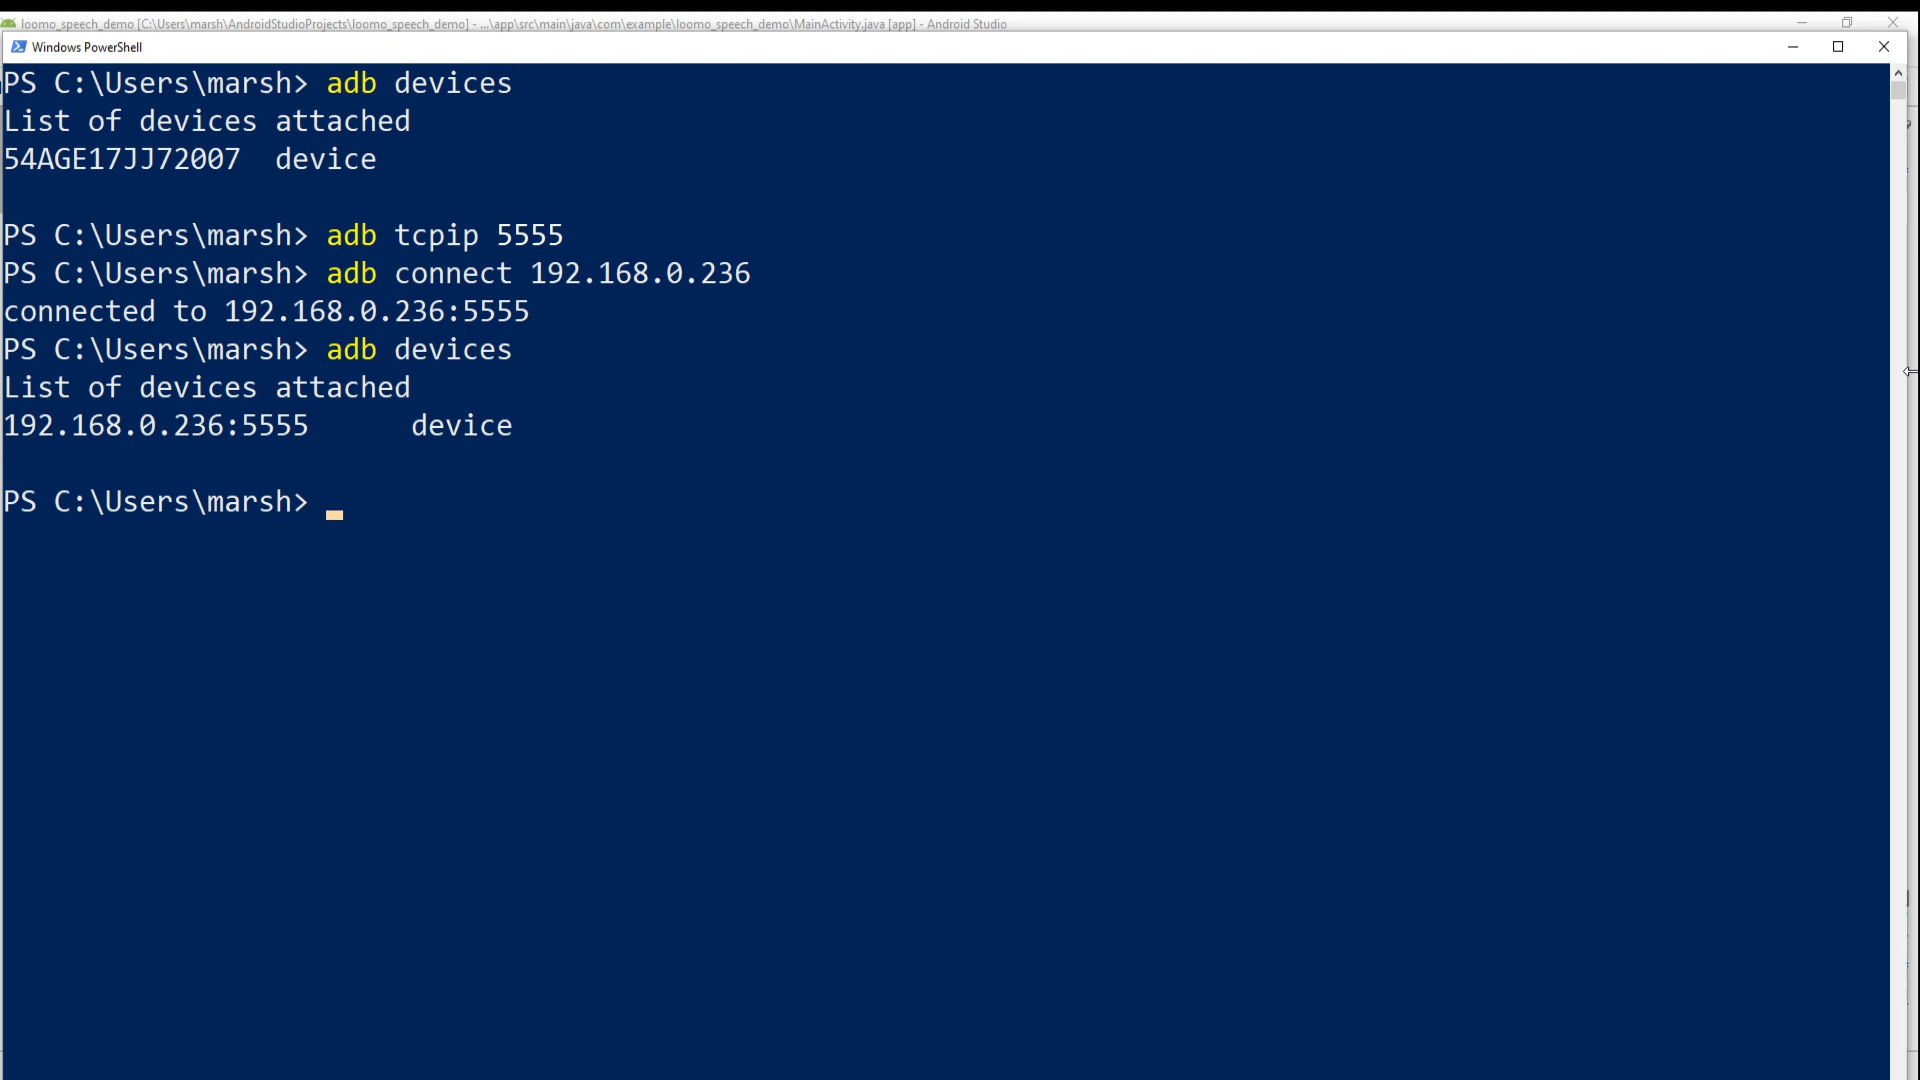 loomo_speech_demo [C:\Users\marsh\AndroidStudioProjects\loomo_speech_demo] - ...\app\src\main\java\com\example\loomo_speech_demo\MainActivity.java [app] - Android Studio
Windows PowerShell
PS C:\Users\marsh> adb devices
List of devices attached
54AGE17JJ72007  device
PS C:\Users\marsh> adb tcpip 5555
PS C:\Users\marsh> adb connect 192.168.0.236
connected to 192.168.0.236:5555
PS C:\Users\marsh> adb devices
List of devices attached
192.168.0.236:5555      device
PS C:\Users\marsh>